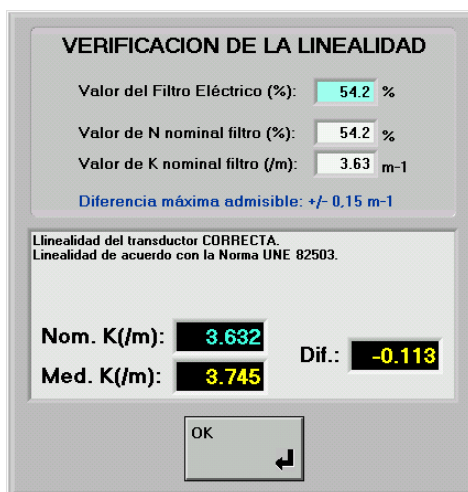 VERIFICACION DE LA LINEALIDAD
Valor del Filtro Eléctrico (%): 54.2 %
Valor de N nominal filtro (%): 54.2 %
Valor de K nominal filtro (/m): 3.63 m-1
Diferencia máxima admisible: +/- 0,15 m-1
Llinealidad del transductor CORRECTA.
Linealidad de acuerdo con la Norma UNE 82503.
Nom. K(/m): 3.632
Dif.: -0.113
Med. K(/m): 3.745
OK